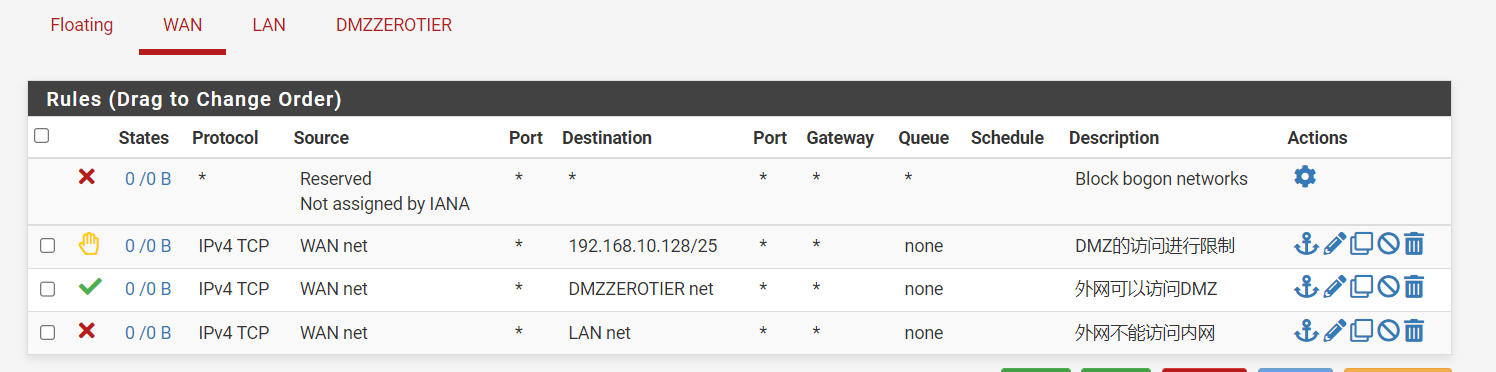 Floating WAN LAN DMZZEROTIER
Rules (Drag to Change Order)
States Protocol Source Port Destination Port Gateway Queue Schedule Description Actions
0 /0 B * Reserved * * * * * Block bogon networks
Not assigned by IANA
0 /0 B IPv4 TCP WAN net * 192.168.10.128/25 * * none DMZ的访问进行限制
0 /0 B IPv4 TCP WAN net * DMZZEROTIER net * * none 外网可以访问DMZ
0 /0 B IPv4 TCP WAN net * LAN net * * none 外网不能访问内网